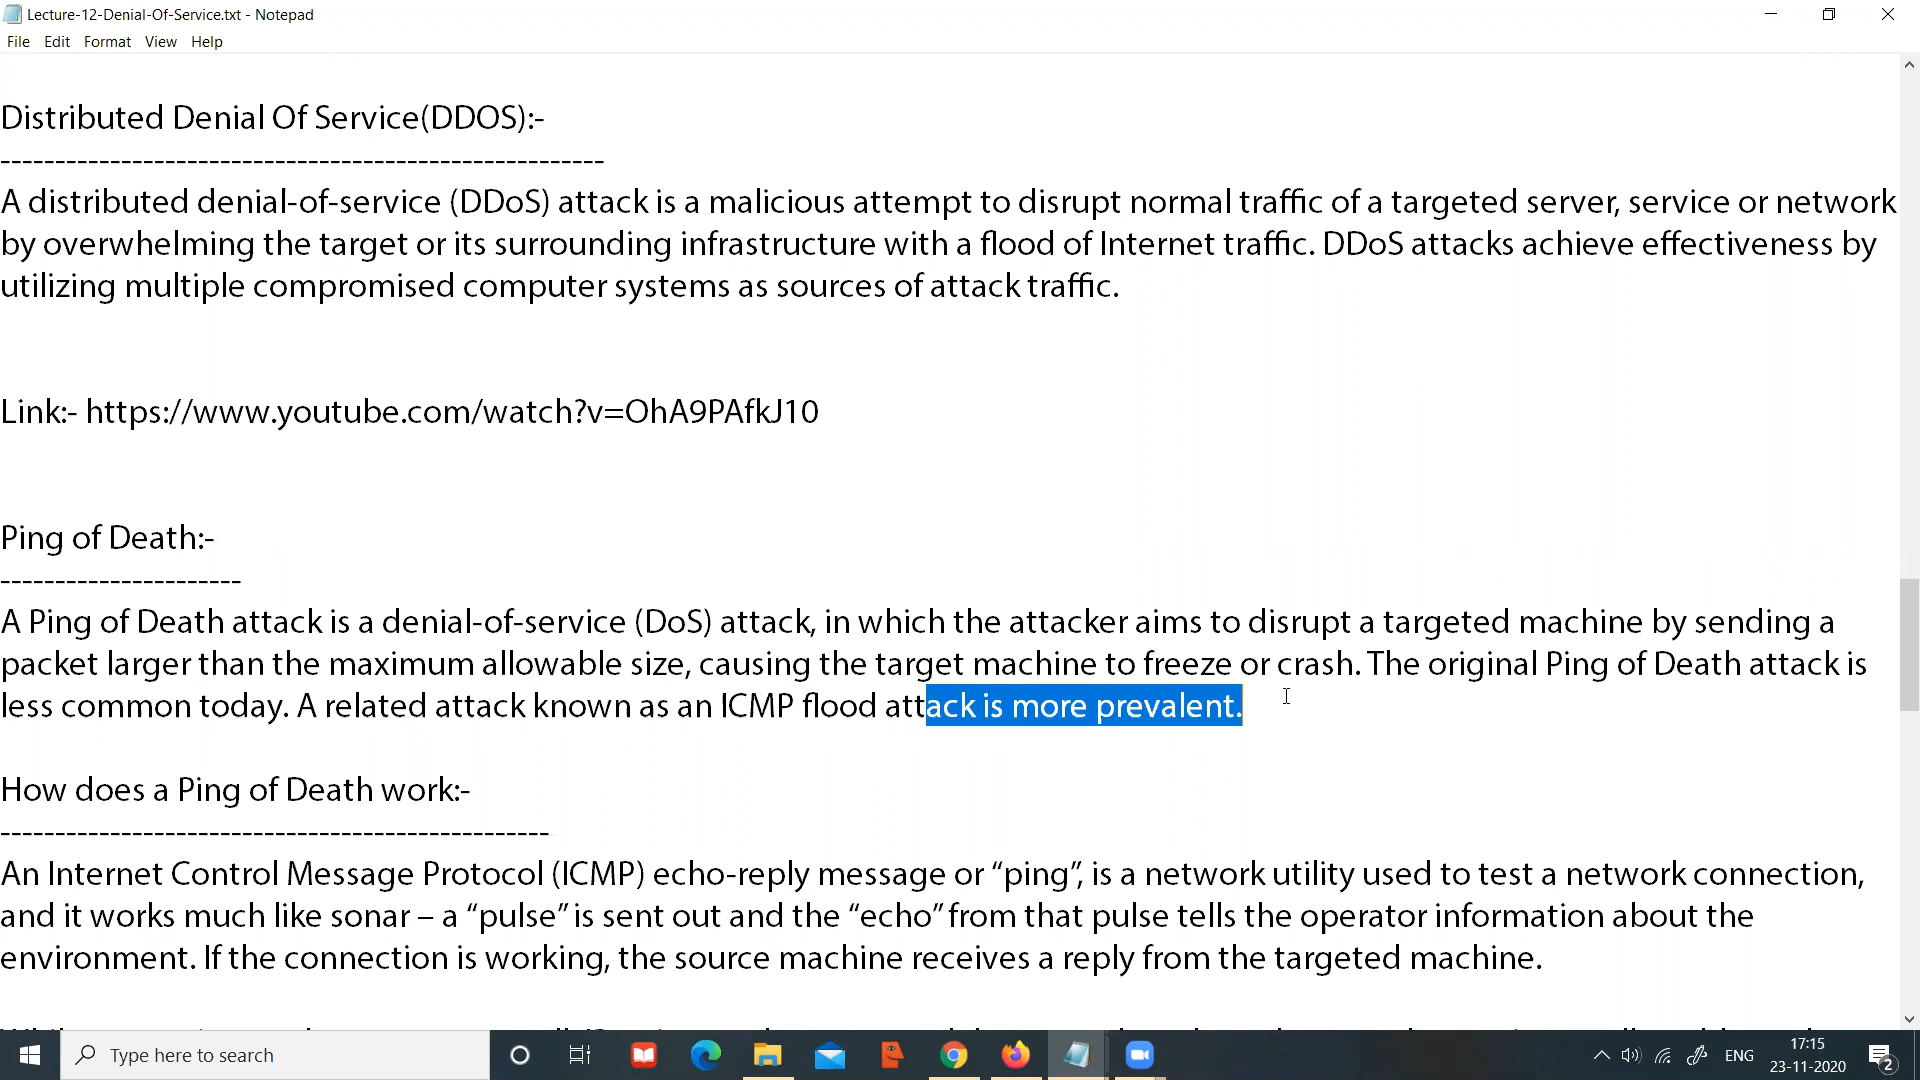 Lecture-12-Denial-Of-Service.txt - Notepad
File Edit Format View Help
Distributed Denial Of Service(DDOS):-
-------------------------------------------------------
A distributed denial-of-service (DDoS) attack is a malicious attempt to disrupt normal traffic of a targeted server, service or network
by overwhelming the target or its surrounding infrastructure with a flood of Internet traffic. DDoS attacks achieve effectiveness by
utilizing multiple compromised computer systems as sources of attack traffic.
Link:- https://www.youtube.com/watch?v=OhA9PAfkJ10
Ping of Death:-
----------------------
A Ping of Death attack is a denial-of-service (DoS) attack, in which the attacker aims to disrupt a targeted machine by sending a
packet larger than the maximum allowable size, causing the target machine to freeze or crash. The original Ping of Death attack is
less common today. A related attack known as an ICMP flood attack is more prevalent.
How does a Ping of Death work:-
--------------------------------------------------
An Internet Control Message Protocol (ICMP) echo-reply message or “ping”, is a network utility used to test a network connection,
and it works much like sonar – a “pulse” is sent out and the “echo” from that pulse tells the operator information about the
environment. If the connection is working, the source machine receives a reply from the targeted machine.
Type here to search
ENG
17:15
23-11-2020
2